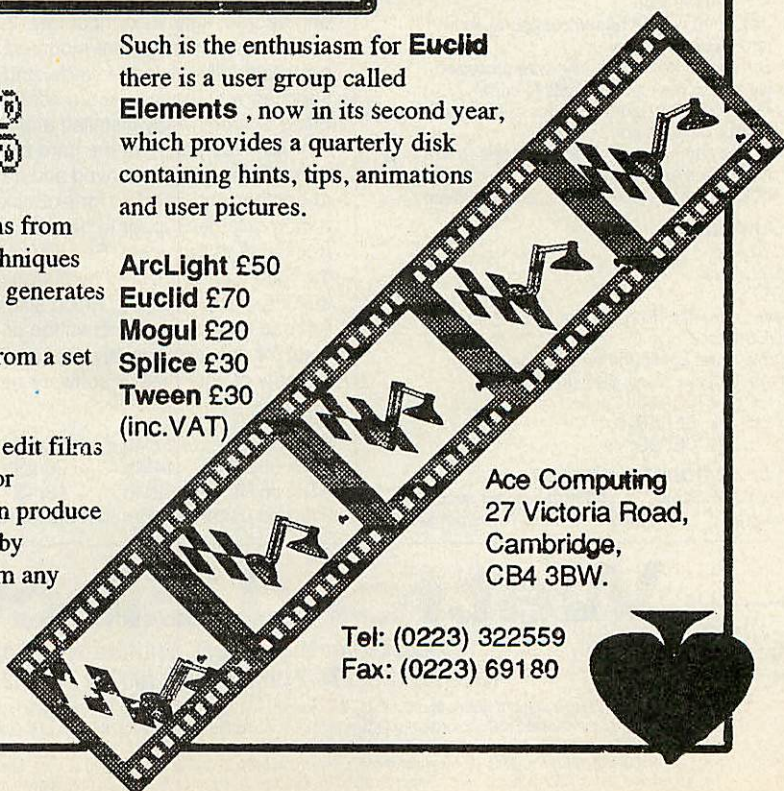 Such is the enthusiasm for Euclid
there is a user group called
Elements , now in its second year,
which provides a quarterly disk
containing hints, tips, animations
and user pictures.
ns from
hniques
generates
rom a set
edit films
or
n produce
by
m any
ArcLight £50
Euclid £70
Mogul £20
Splice £30
Tween £30
(inc.VAT)
Ace Computing
27 Victoria Road,
Cambridge,
CB4 3BW.
Tel: (0223) 322559
Fax: (0223) 69180